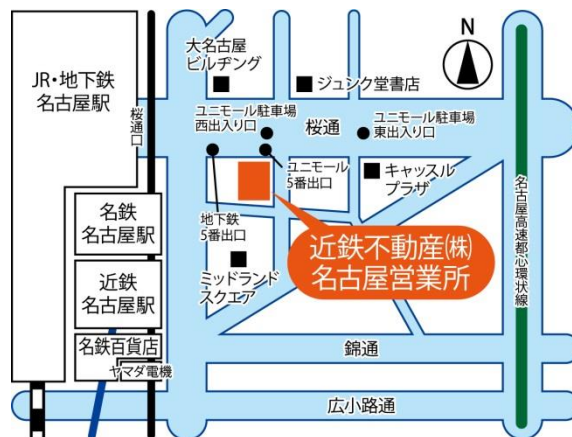 N
大名古屋
ビルヂング
ジュンク堂書店
JR・地下鉄
名古屋駅
桜通口
ユニモール駐車場
西出入り口
桜通
ユニモール駐車場
東出入り口
ユニモール
5番出口
キャッスル
プラザ
地下鉄
5番出口
名鉄
名古屋駅
近鉄不動産㈱
名古屋営業所
名古屋高速都心環状線
ミッドランド
スクエア
近鉄
名古屋駅
名鉄百貨店
ヤマダ電機
錦通
広小路通